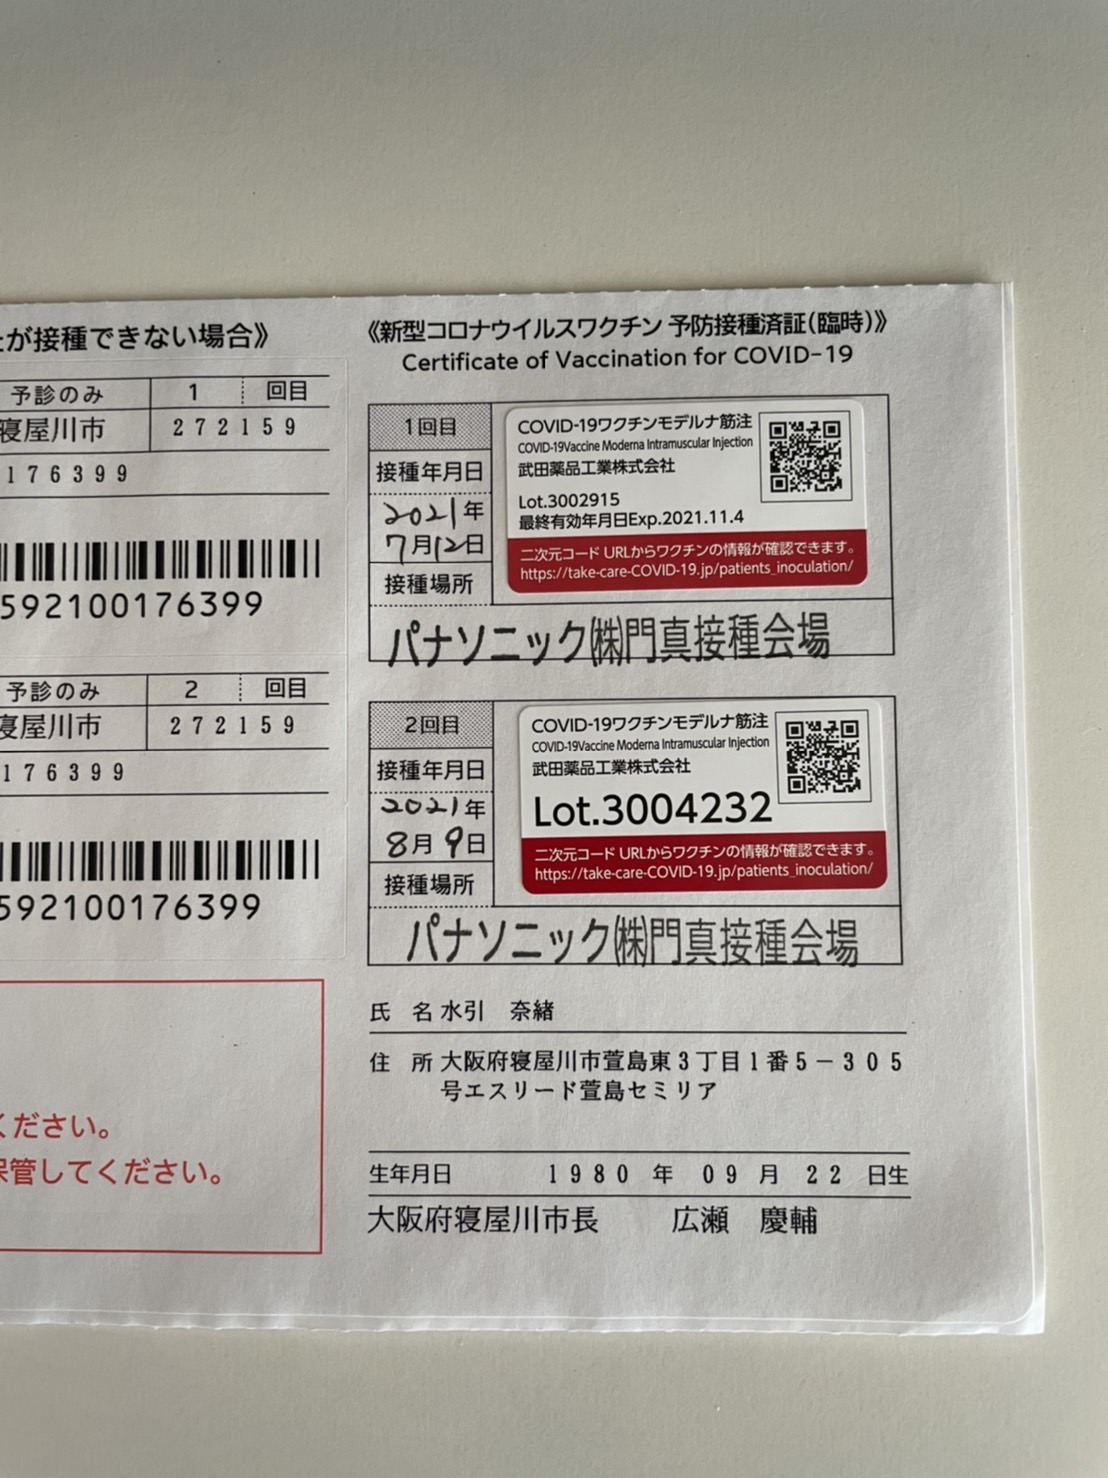 が接種できない場合》
予診のみ 1 回目
寝屋川市 272159
176399
592100176399
予診のみ 2 回目
寝屋川市 272159
176399
592100176399
ください。
保管してください。
《新型コロナウイルスワクチン 予防接種済証(臨時)》
Certificate of Vaccination for COVID-19
1回目
接種年月日
2021年
7月12日
接種場所
COVID-19ワクチンモデルナ筋注
COVID-19Vaccine Moderna Intramuscular Injection
武田薬品工業株式会社
Lot.3002915
最終有効年月日Exp.2021.11.4
二次元コード URLからワクチンの情報が確認できます。
https://take-care-COVID-19.jp/patients_inoculation/
パナソニック㈱門真接種会場
2回目
接種年月日
2021年
8月9日
接種場所
COVID-19ワクチンモデルナ筋注
COVID-19Vaccine Moderna Intramuscular Injection
武田薬品工業株式会社
Lot.3004232
二次元コード URLからワクチンの情報が確認できます。
https://take-care-COVID-19.jp/patients_inoculation/
パナソニック㈱門真接種会場
氏 名 水引 奈緒
住 所 大阪府寝屋川市萱島東3丁目1番5－305
号エスリード萱島セミリア
生年月日 1980 年 09 月 22 日生
大阪府寝屋川市長 広瀬 慶輔